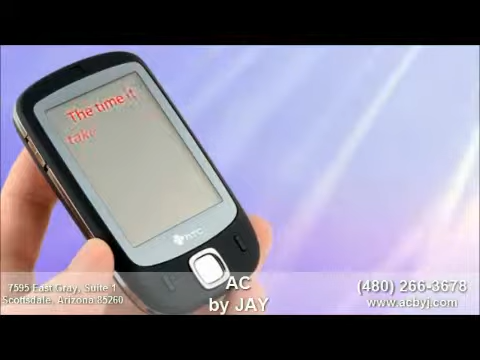 The time it
take
hTC
7595 East Gray, Suite 1
Scottsdale, Arizona 85260
AC
by JAY
(480) 266-3678
www.acbyj.com